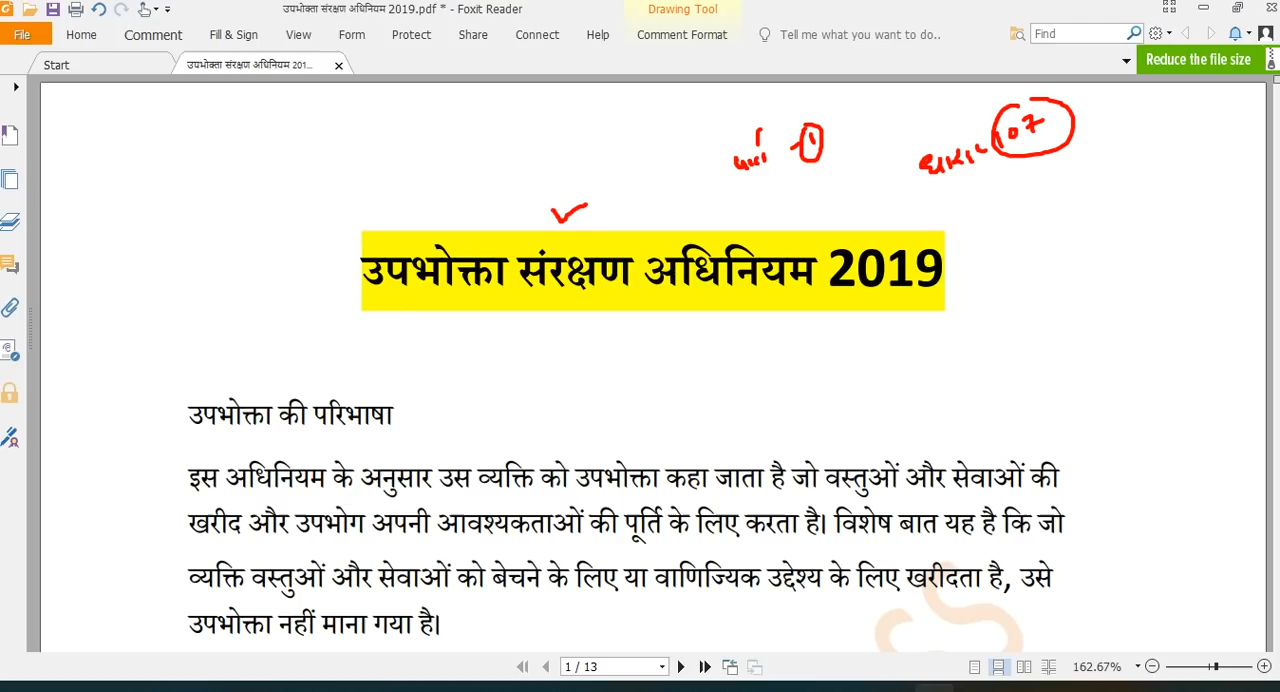 उपभोक्ता संरक्षण अधिनियम 2019.pdf * - Foxit Reader
Drawing Tool
File Home Comment Fill & Sign View Form Protect Share Connect Help Comment Format Tell me what you want to do.. Find
Start
उपभोक्ता संरक्षण अधिनियम 201...
Reduce the file size
107
उपभोक्ता संरक्षण अधिनियम 2019
उपभोक्ता की परिभाषा
इस अधिनियम के अनुसार उस व्यक्ति को उपभोक्ता कहा जाता है जो वस्तुओं और सेवाओं की
खरीद और उपभोग अपनी आवश्यकताओं की पूर्ति के लिए करता है। विशेष बात यह है कि जो
व्यक्ति वस्तुओं और सेवाओं को बेचने के लिए या वाणिज्यिक उद्देश्य के लिए खरीदता है, उसे
उपभोक्ता नहीं माना गया है।
1 / 13
162.67%